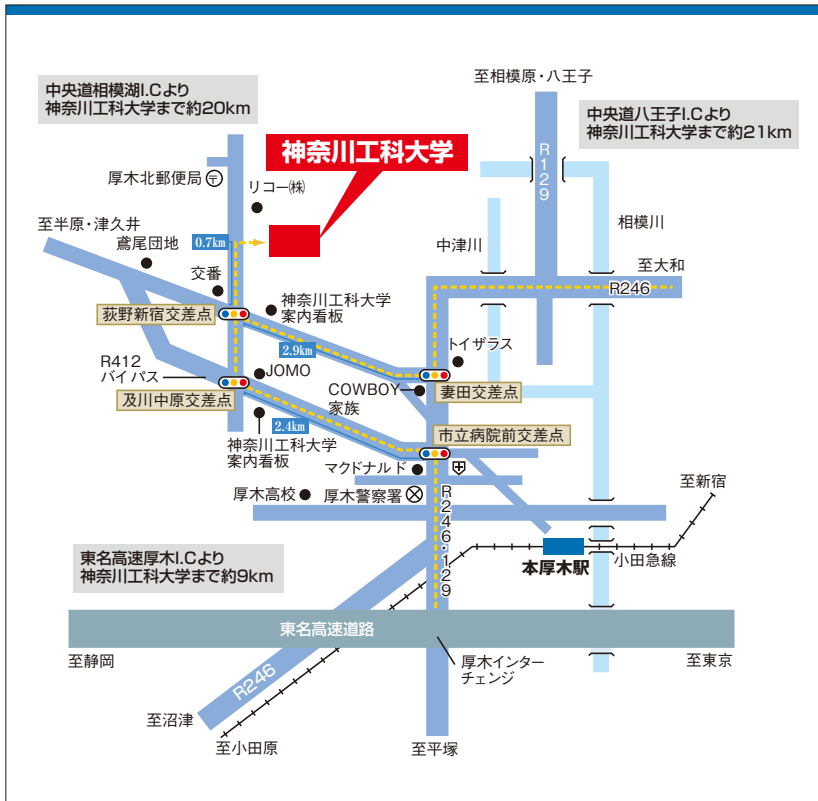 至相模原・八王子
中央道相模湖I.Cより
神奈川工科大学まで約20km
中央道八王子I.Cより
神奈川工科大学まで約21km
R129
神奈川工科大学
厚木北郵便局
〒
リコー㈱
相模川
至半原・津久井
中津川
鳶尾団地
0.7km
至大和
交番
R246
神奈川工科大学
案内看板
荻野新宿交差点
トイザラス
2.9km
R412
バイパス
JOMO
COWBOY
家族
妻田交差点
及川中原交差点
2.4km
市立病院前交差点
神奈川工科大学
案内看板
マクドナルド
至新宿
厚木高校
厚木警察署
R246・129
東名高速厚木I.Cより
神奈川工科大学まで約9km
小田急線
本厚木駅
東名高速道路
至静岡
厚木インター
チェンジ
至東京
R246
至沼津
至小田原
至平塚